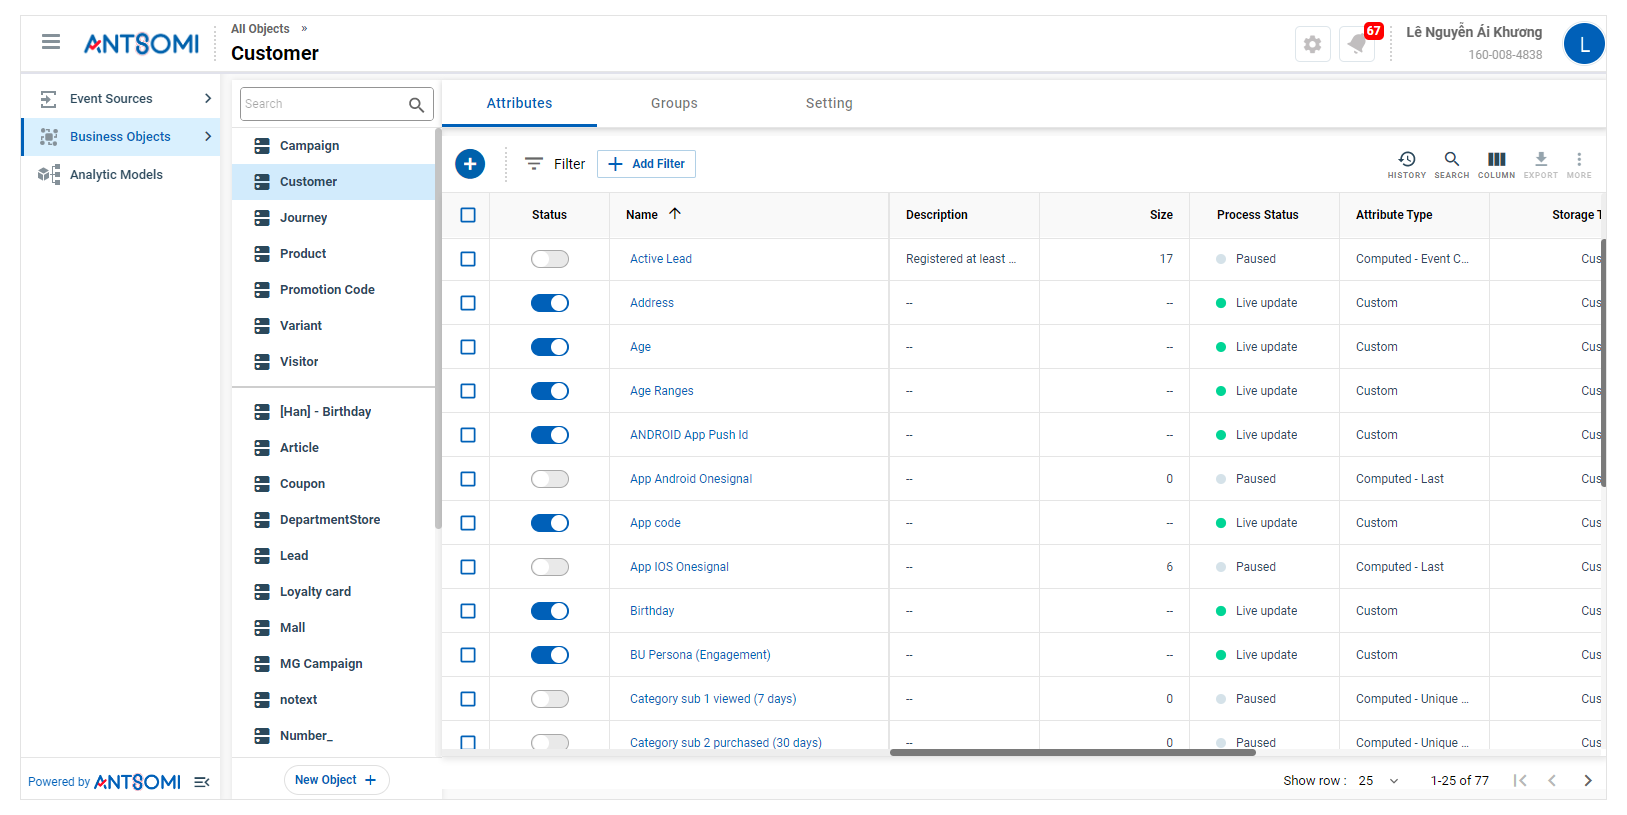 ANTSOMI
All Objects »
Customer
67
Lê Nguyễn Ái Khương
160-008-4838
L
Event Sources
Business Objects
Analytic Models
Search
Campaign
Customer
Journey
Product
Promotion Code
Variant
Visitor
[Han] - Birthday
Article
Coupon
DepartmentStore
Lead
Loyalty card
Mall
MG Campaign
notext
Number_
New Object +
Powered by ANTSOMI
Attributes Groups Setting
Filter + Add Filter
HISTORY SEARCH COLUMN EXPORT MORE
Status Name Description Size Process Status Attribute Type Storage T
Active Lead Registered at least ... 17 Paused Computed - Event C... Cus
Address -- -- Live update Custom Cus
Age -- -- Live update Custom Cus
Age Ranges -- -- Live update Custom Cus
ANDROID App Push Id -- -- Live update Custom Cus
App Android Onesignal -- 0 Paused Computed - Last Cus
App code -- -- Live update Custom Cus
App IOS Onesignal -- 6 Paused Computed - Last Cus
Birthday -- -- Live update Custom Cus
BU Persona (Engagement) -- -- Live update Custom Cus
Category sub 1 viewed (7 days) -- 0 Paused Computed - Unique ... Cus
Category sub 2 purchased (30 days) -- 0 Paused Computed - Unique ... Cus
Show row : 25 1-25 of 77